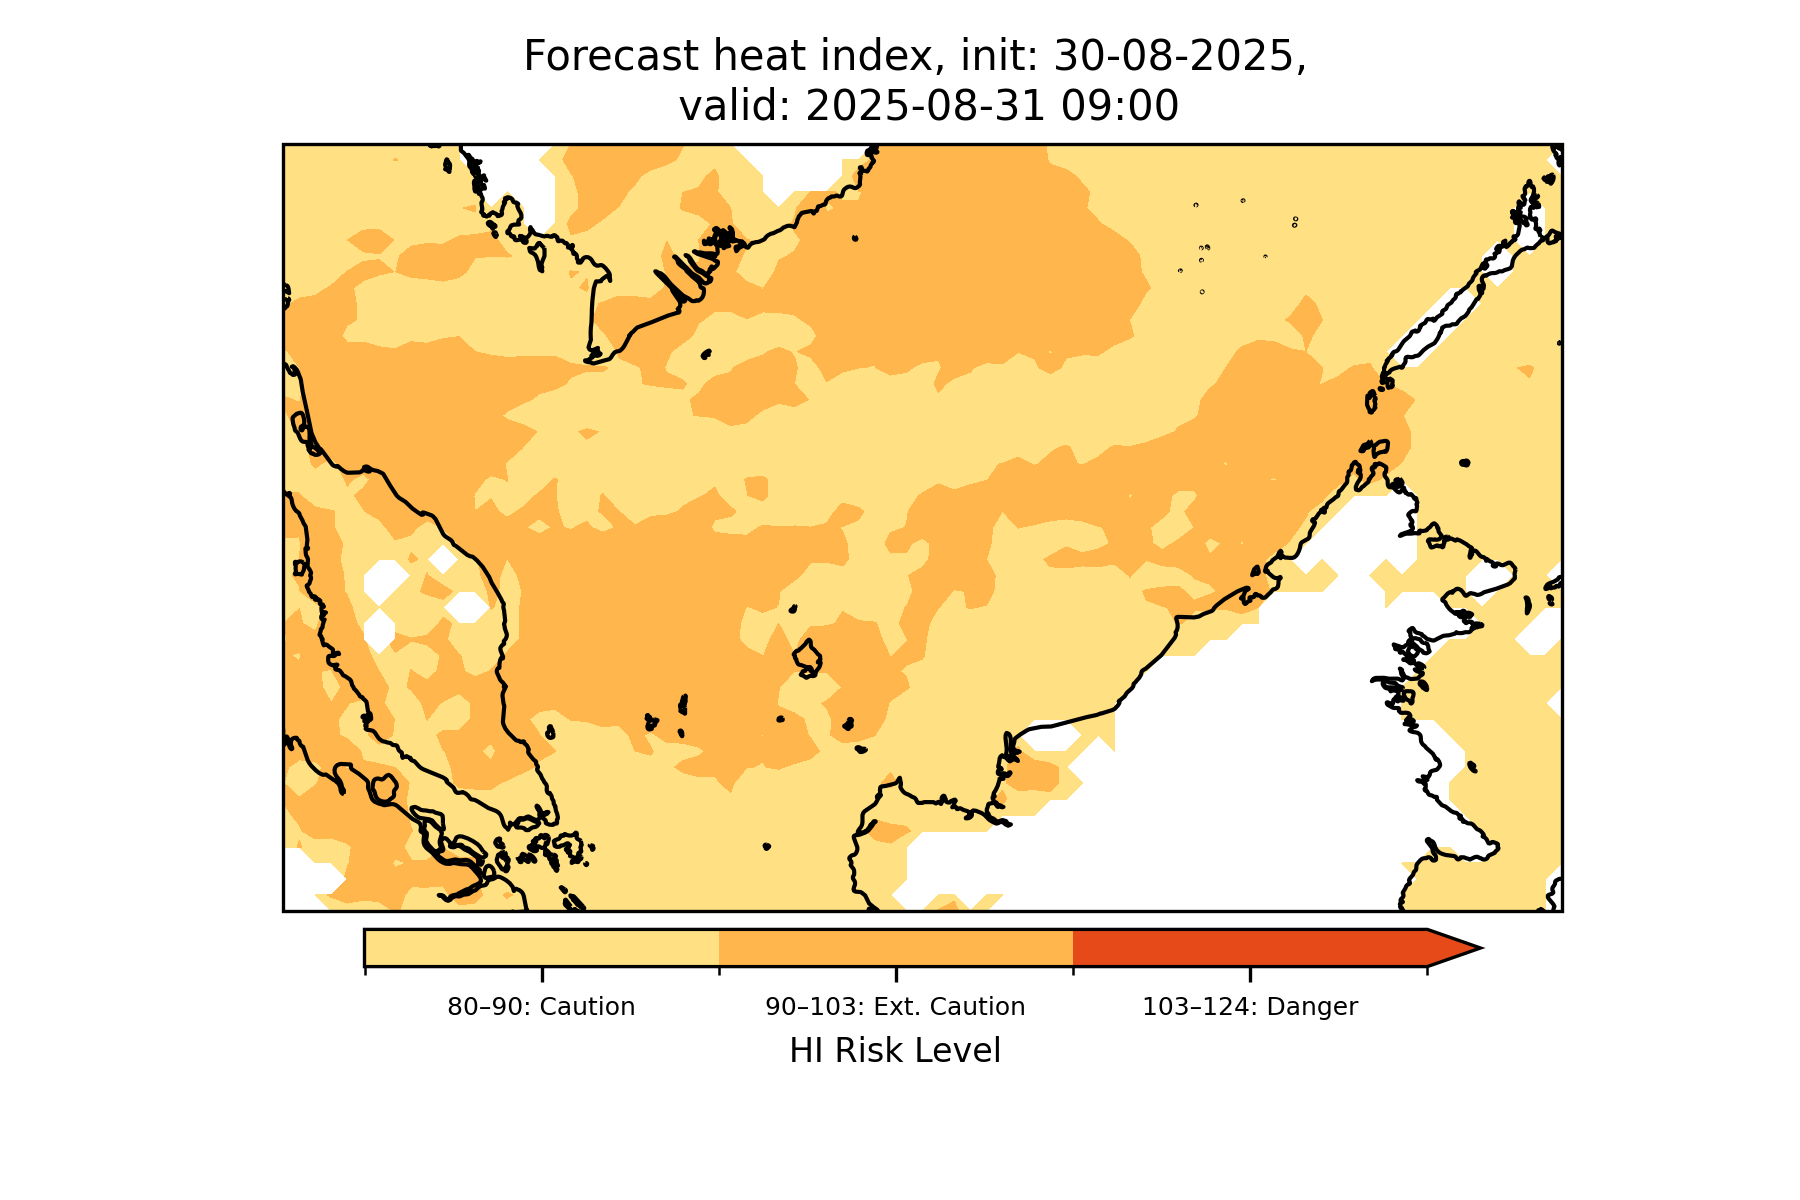 Forecast heat index, init: 30-08-2025,
valid: 2025-08-31 09:00
80–90: Caution
90–103: Ext. Caution
103–124: Danger
HI Risk Level